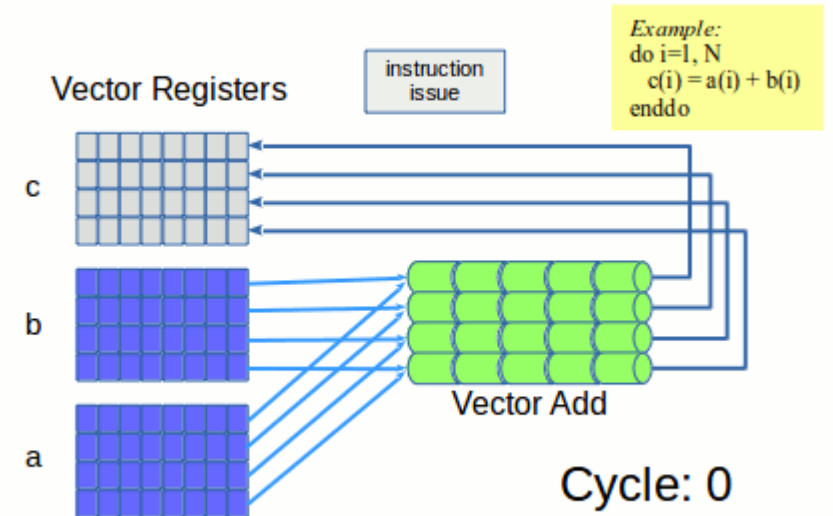 Example:
do i=1, N
c(i) = a(i) + b(i)
enddo
instruction
issue
Vector Registers
c
b
a
Vector Add
Cycle: 0